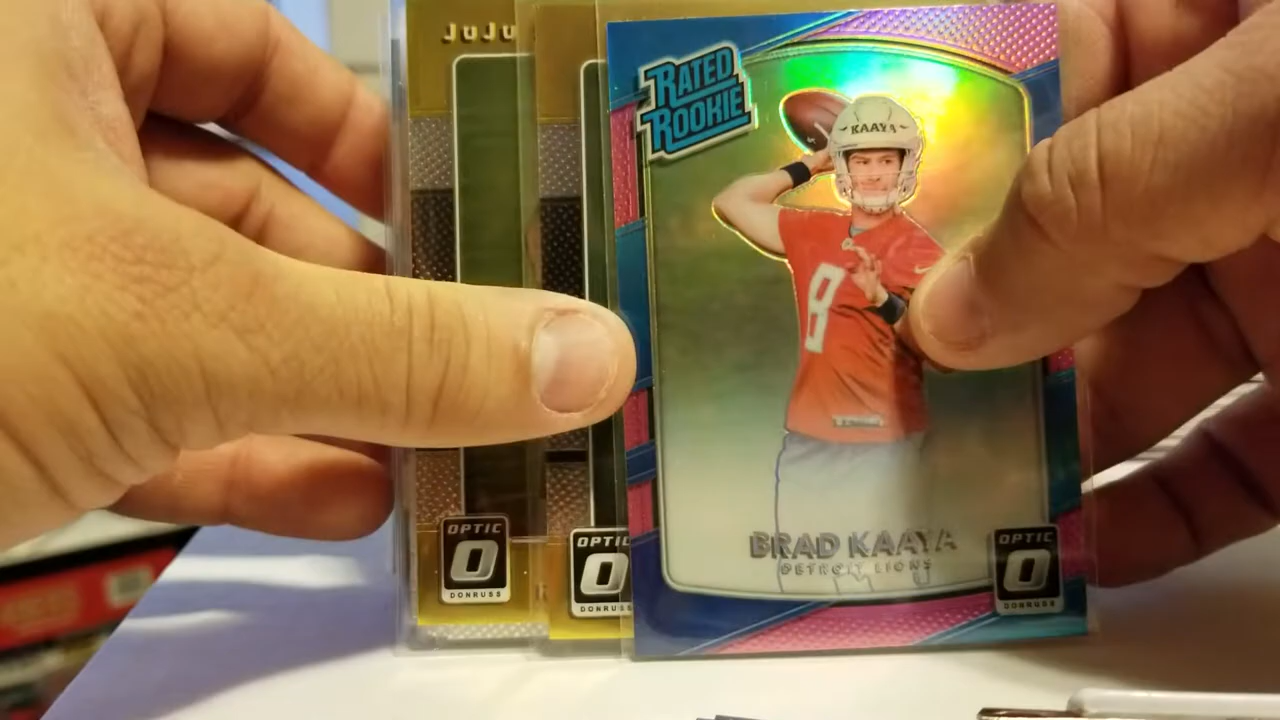 JuJu
RATED
ROOKIE
KAAYA
8
BRAD KAAYA
DETROIT LIONS
OPTIC
O
DONRUSS
OPTIC
O
DONRUSS
OPTIC
O
DONRUSS